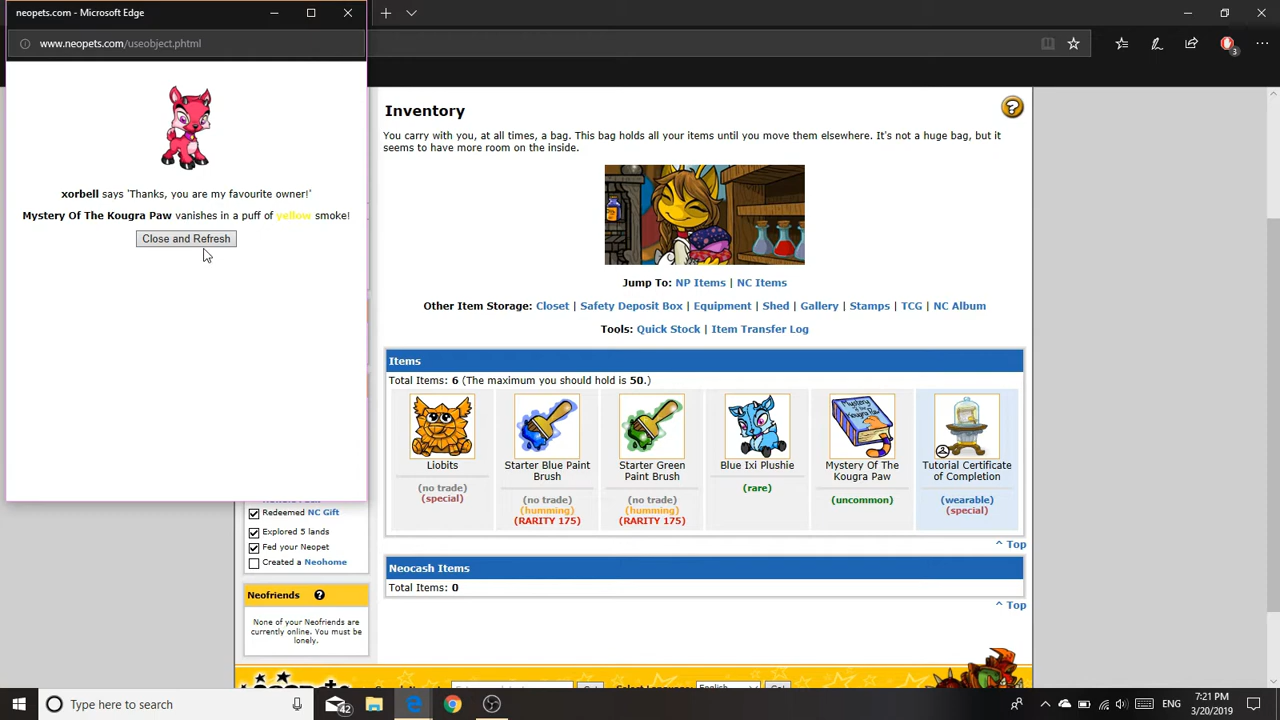 neopets.com - Microsoft Edge
www.neopets.com/useobject.phtml
xorbell says 'Thanks, you are my favourite owner!'
Mystery Of The Kougra Paw vanishes in a puff of yellow smoke!
Close and Refresh
3
Inventory
You carry with you, at all times, a bag. This bag holds all your items until you move them elsewhere. It's not a huge bag, but it
seems to have more room on the inside.
Jump To: NP Items | NC Items
Other Item Storage: Closet | Safety Deposit Box | Equipment | Shed | Gallery | Stamps | TCG | NC Album
Tools: Quick Stock | Item Transfer Log
Items
Total Items: 6 (The maximum you should hold is 50.)
Liobits
(no trade)
(special)
Starter Blue Paint
Brush
(no trade)
(humming)
(RARITY 175)
Starter Green
Paint Brush
(no trade)
(humming)
(RARITY 175)
Blue Ixi Plushie
(rare)
Mystery Of The
Kougra Paw
(uncommon)
Tutorial Certificate
of Completion
(wearable)
(special)
^ Top
Neocash Items
Total Items: 0
^ Top
Redeemed NC Gift
Explored 5 lands
Fed your Neopet
Created a Neohome
Neofriends
None of your Neofriends are
currently online. You must be
lonely.
English
Type here to search
42
ENG
7:21 PM
3/20/2019